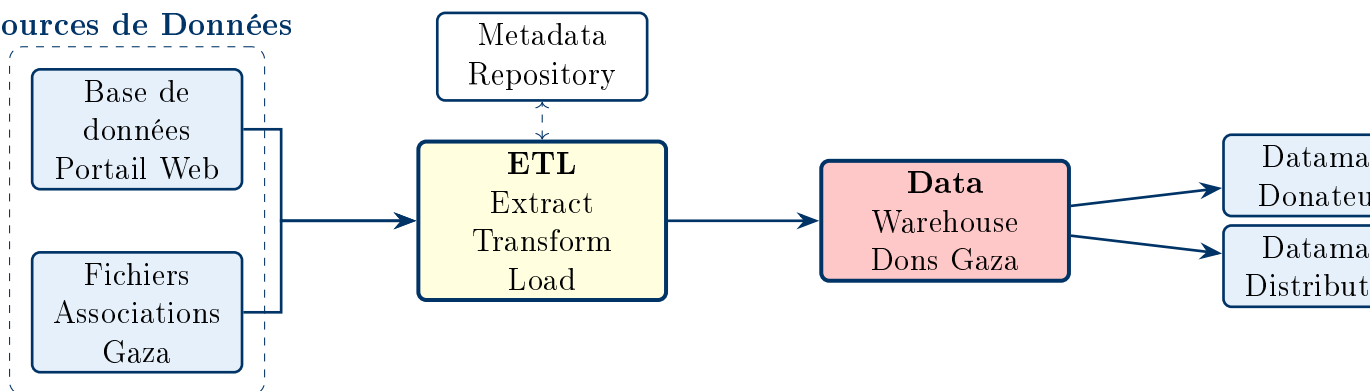 ources de Données
Base de
données
Portail Web
Fichiers
Associations
Gaza
Metadata
Repository
ETL
Extract
Transform
Load
Data
Warehouse
Dons Gaza
Datama
Donateu
Datama
Distribut